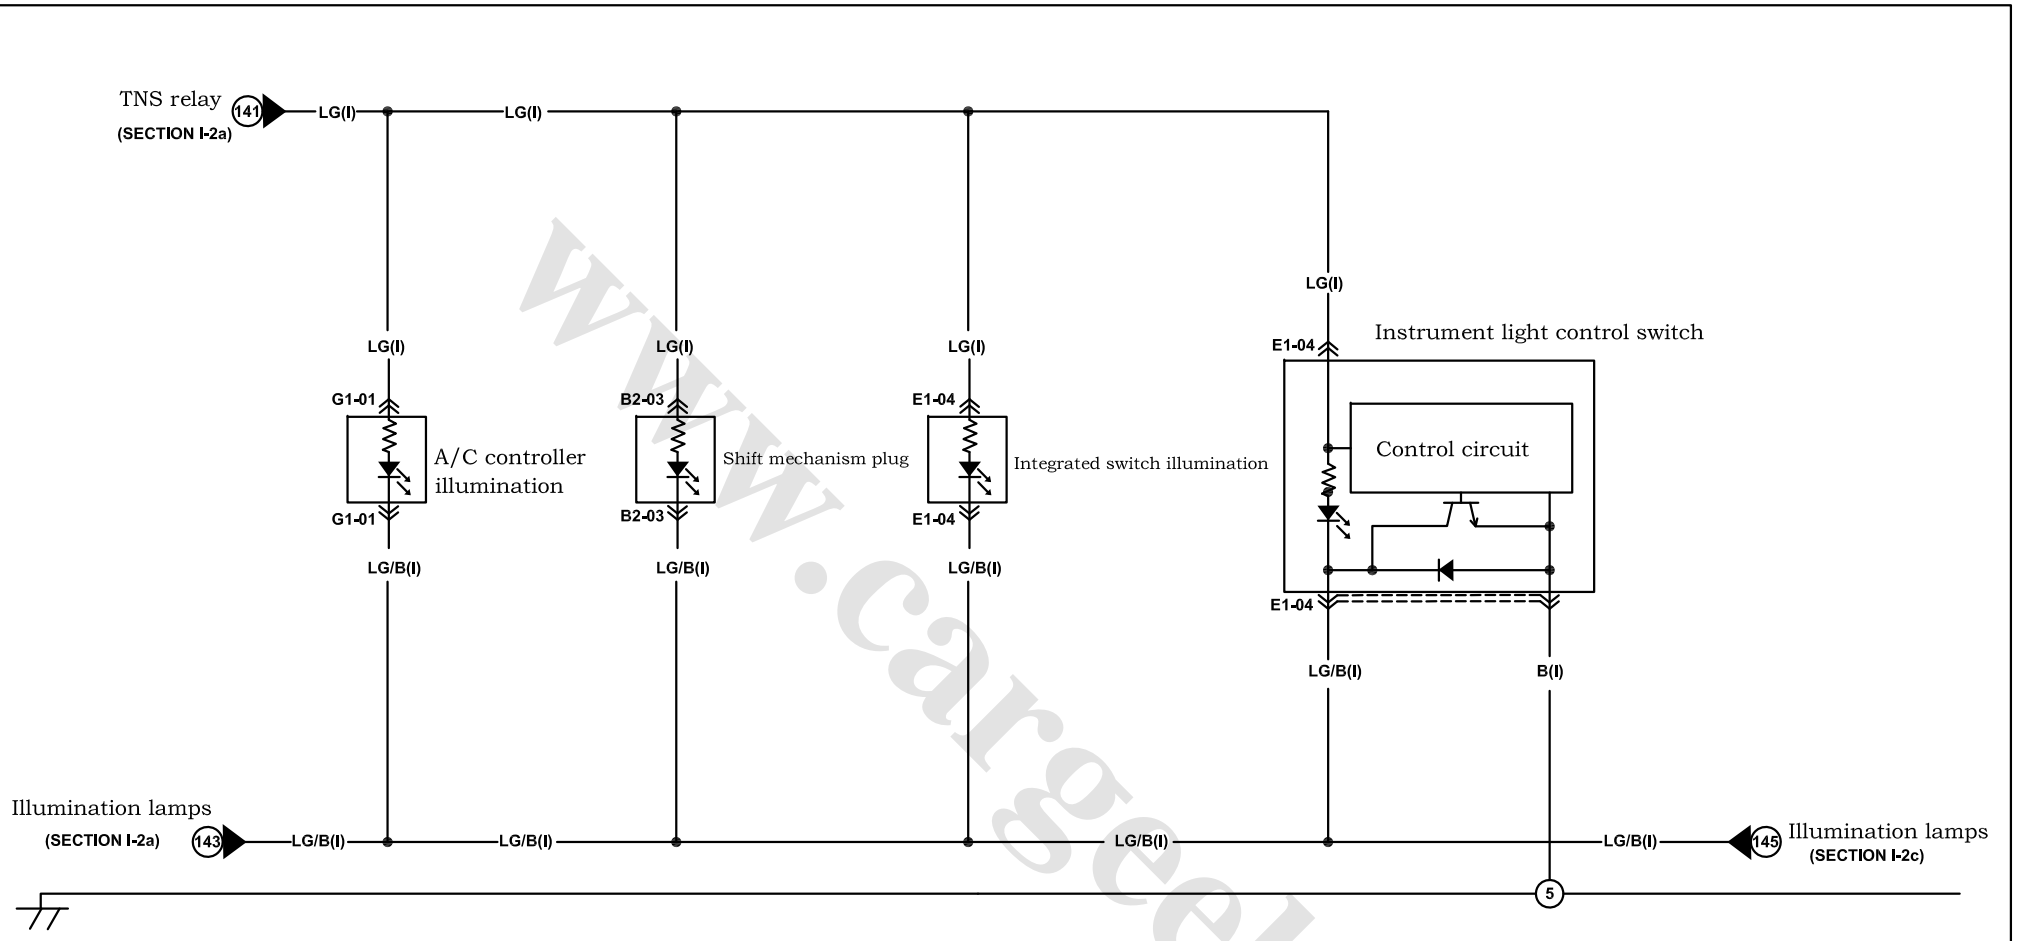 TNS relay
141
(SECTION I-2a)
LG(I)
LG(I)
LG(I)
LG(I)
LG(I)
LG(I)
Instrument light control switch
E1-04
G1-01
B2-03
E1-04
A/C controller
illumination
Shift mechanism plug
Integrated switch illumination
Control circuit
G1-01
B2-03
E1-04
LG/B(I)
LG/B(I)
LG/B(I)
E1-04
LG/B(I)
B(I)
Illumination lamps
(SECTION I-2a)
143
LG/B(I)
LG/B(I)
LG/B(I)
LG/B(I)
145
Illumination lamps
(SECTION I-2c)
5
www.cargeek